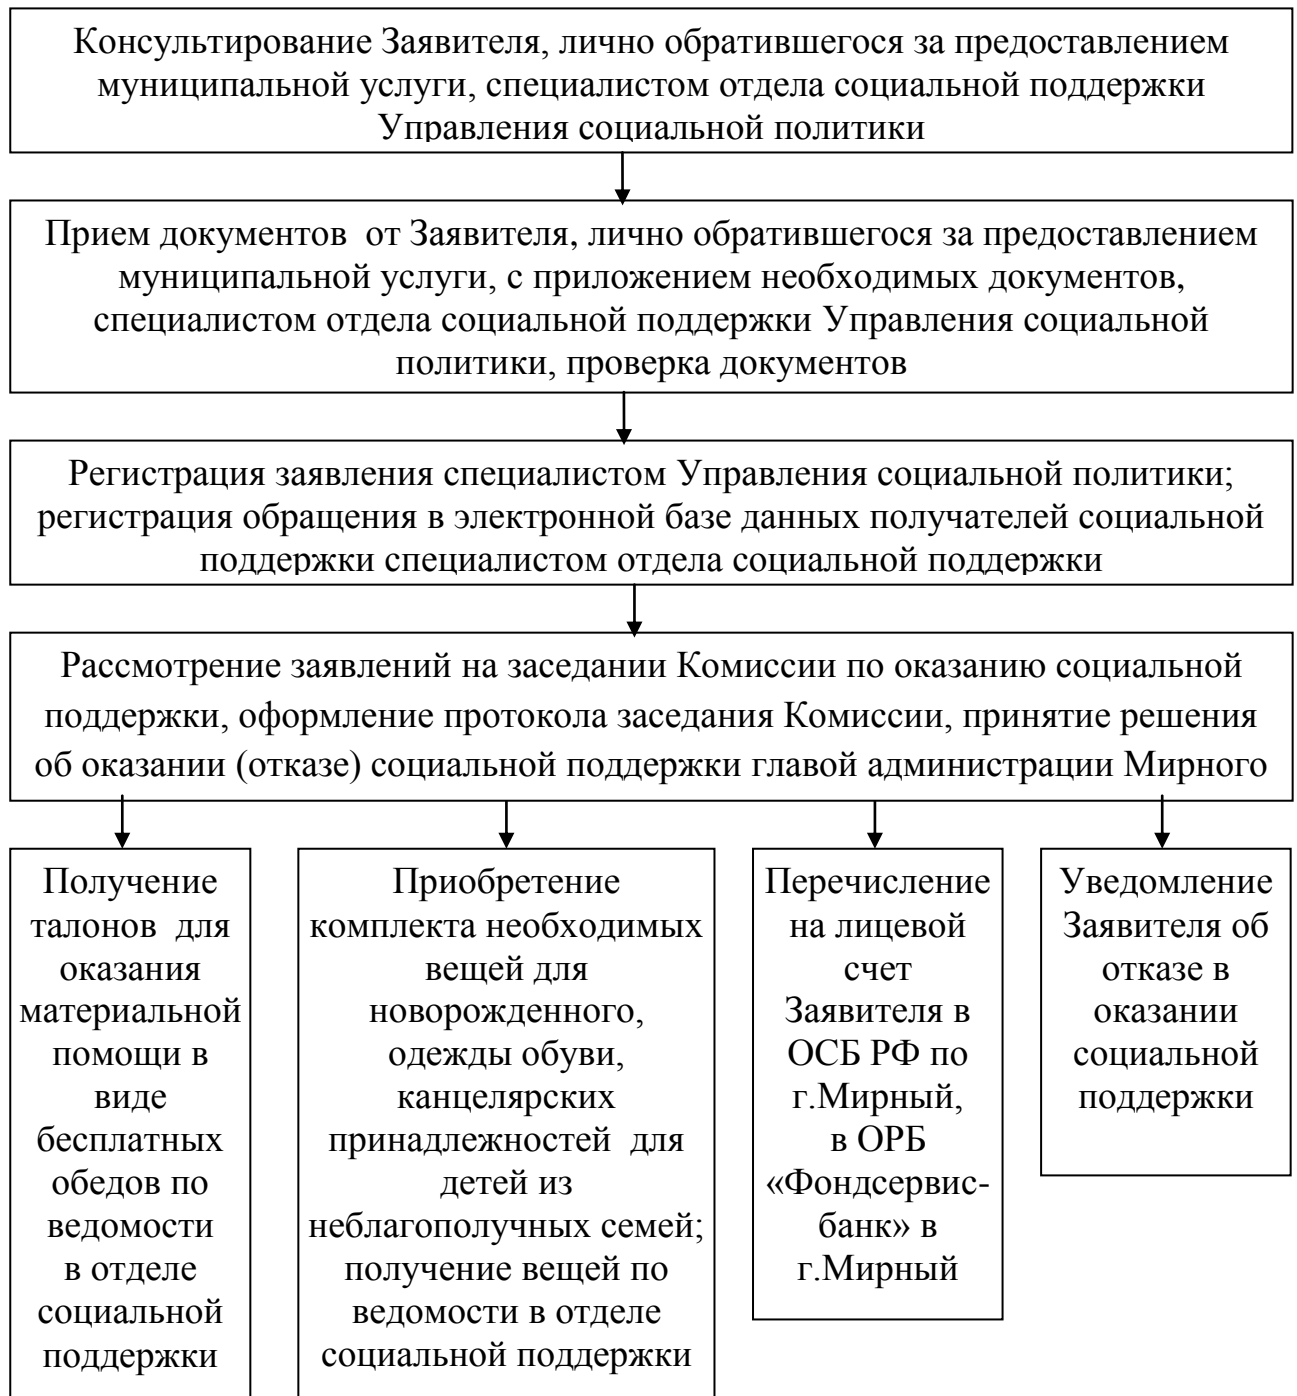 Консультирование Заявителя, лично обратившегося за предоставлением
муниципальной услуги, специалистом отдела социальной поддержки
Управления социальной политики
Прием документов  от Заявителя, лично обратившегося за предоставлением
муниципальной услуги, с приложением необходимых документов,
специалистом отдела социальной поддержки Управления социальной
политики, проверка документов
Регистрация заявления специалистом Управления социальной политики;
регистрация обращения в электронной базе данных получателей социальной
поддержки специалистом отдела социальной поддержки
Рассмотрение заявлений на заседании Комиссии по оказанию социальной
поддержки, оформление протокола заседания Комиссии, принятие решения
об оказании (отказе) социальной поддержки главой администрации Мирного
Получение
талонов  для
оказания
материальной
помощи в
виде
бесплатных
обедов по
ведомости
в отделе
социальной
поддержки
Приобретение
комплекта необходимых
вещей для
новорожденного,
одежды обуви,
канцелярских
принадлежностей  для
детей из
неблагополучных семей;
получение вещей по
ведомости в отделе
социальной поддержки
Перечисление
на лицевой
счет
Заявителя в
ОСБ РФ по
г.Мирный,
в ОРБ
«Фондсервис-
банк» в
г.Мирный
Уведомление
Заявителя об
отказе в
оказании
социальной
поддержки